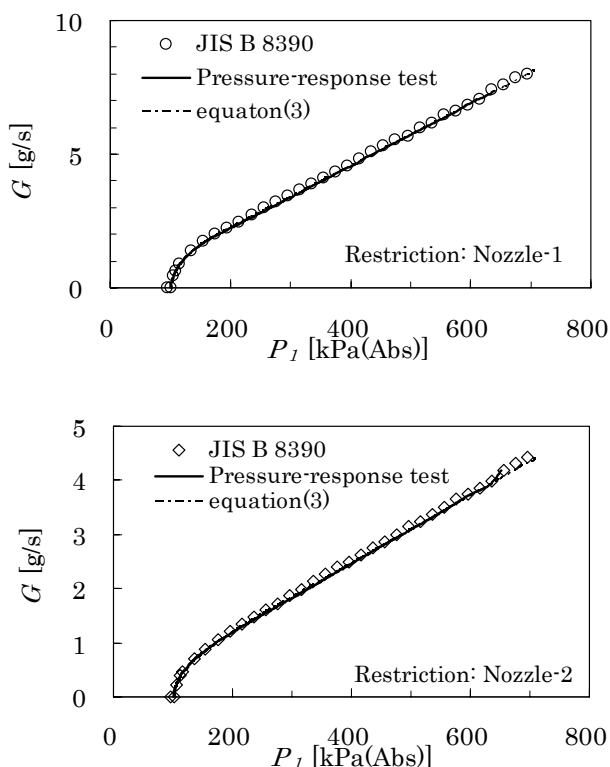 10
JIS B 8390
Pressure-response test
equaton(3)
G [g/s]
5
Restriction: Nozzle-1
0
0 200 400 600 800
P1 [kPa(Abs)]
5
JIS B 8390
4
Pressure-response test
equation(3)
3
G [g/s]
2
1
Restriction: Nozzle-2
0
0 200 400 600 800
P1 [kPa(Abs)]